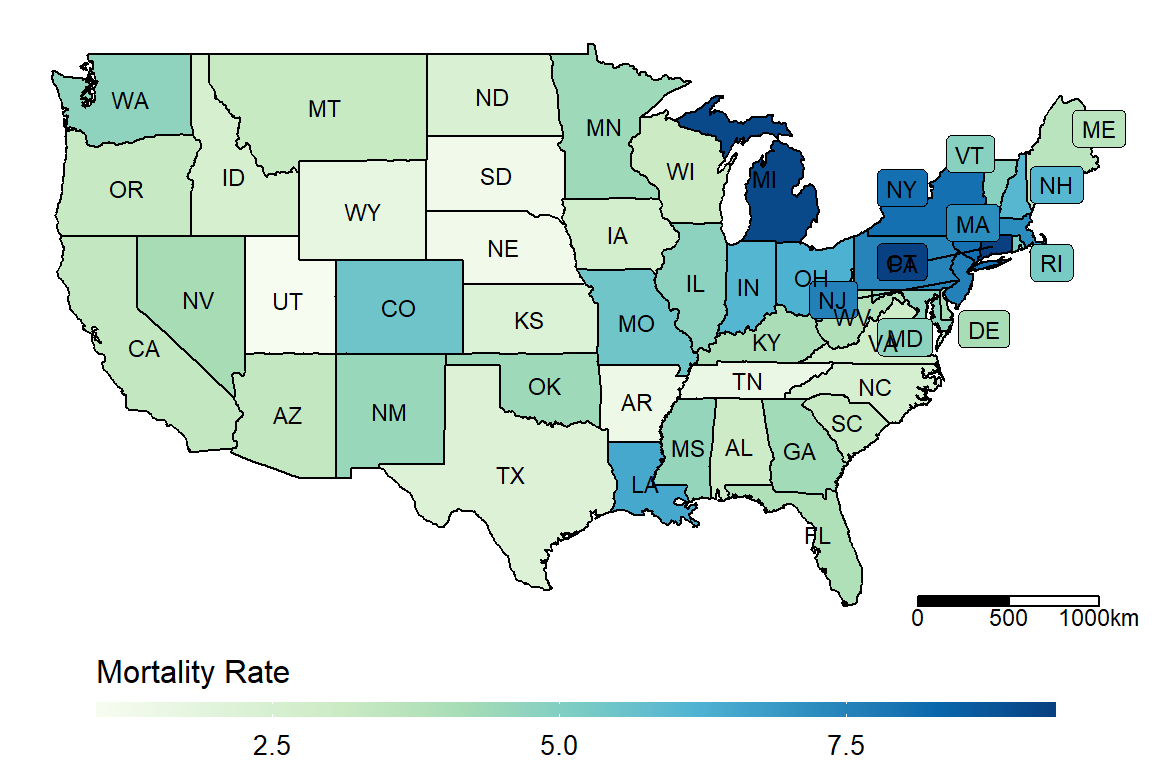 WA
MT
ND
MN
ME
VT
OR
ID
SD
WI
MI
NY
NH
WY
MA
NE
IA
PA
CT
RI
UT
NV
CO
IL
IN
OH
NJ
KS
MO
WV
DE
CA
KY
VA
MD
TN
OK
NC
AZ
NM
AR
SC
TX
MS
AL
GA
LA
FL
0 500 1000km
Mortality Rate
2.5 5.0 7.5